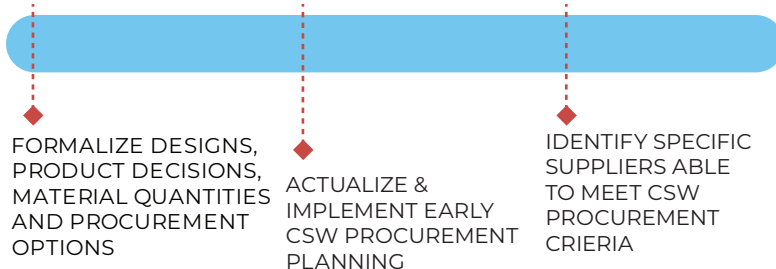 FORMALIZE DESIGNS,
PRODUCT DECISIONS,
MATERIAL QUANTITIES
AND PROCUREMENT
OPTIONS
ACTUALIZE &
IMPLEMENT EARLY
CSW PROCUREMENT
PLANNING
IDENTIFY SPECIFIC
SUPPLIERS ABLE
TO MEET CSW
PROCUREMENT
CRIERIA